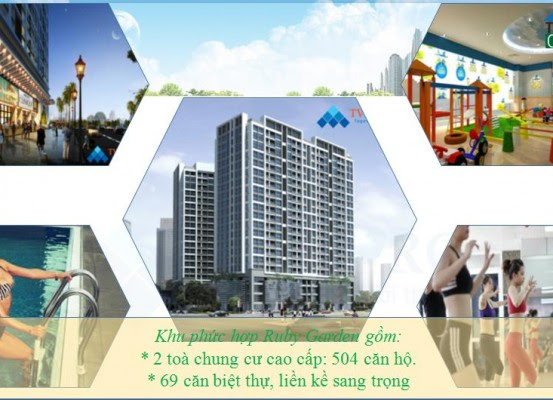 T
TV
Khu phức hợp Ruby Garden gồm:
* 2 toà chung cư cao cấp: 504 căn hộ.
* 69 căn biệt thự, liền kề sang trọng